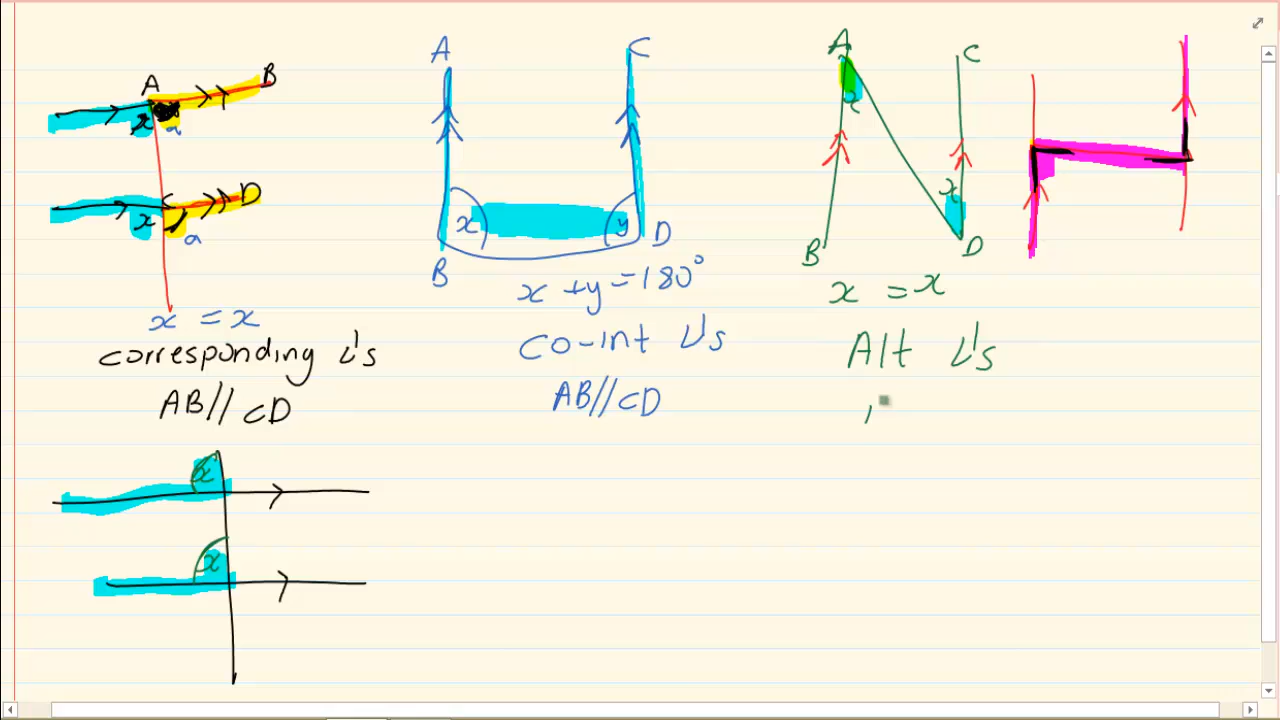 A B
x a
C D
x a
x = x
corresponding ∠'s
AB // CD
A C
x y
B D
x + y = 180°
co-int ∠'s
AB // CD
A C
x
x
B D
x = x
Alt ∠'s
x
x